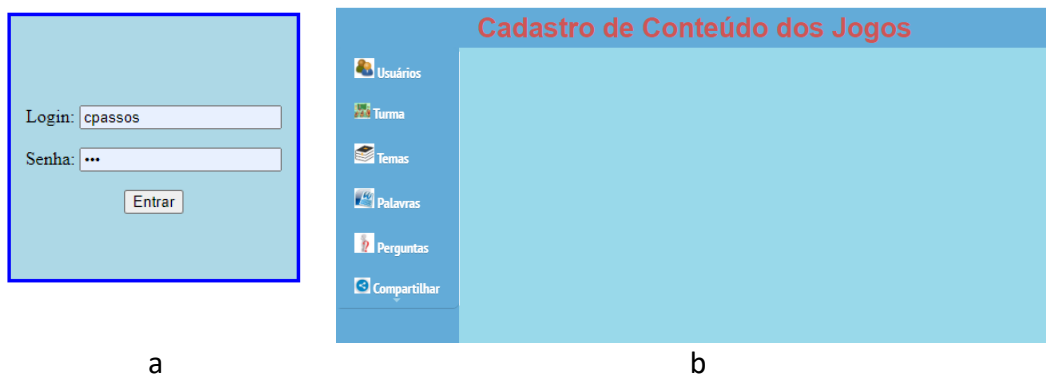 Login: cpassos
Senha: •••
Entrar
a
Cadastro de Conteúdo dos Jogos
Usuários
Turma
Temas
Palavras
Perguntas
Compartilhar
b